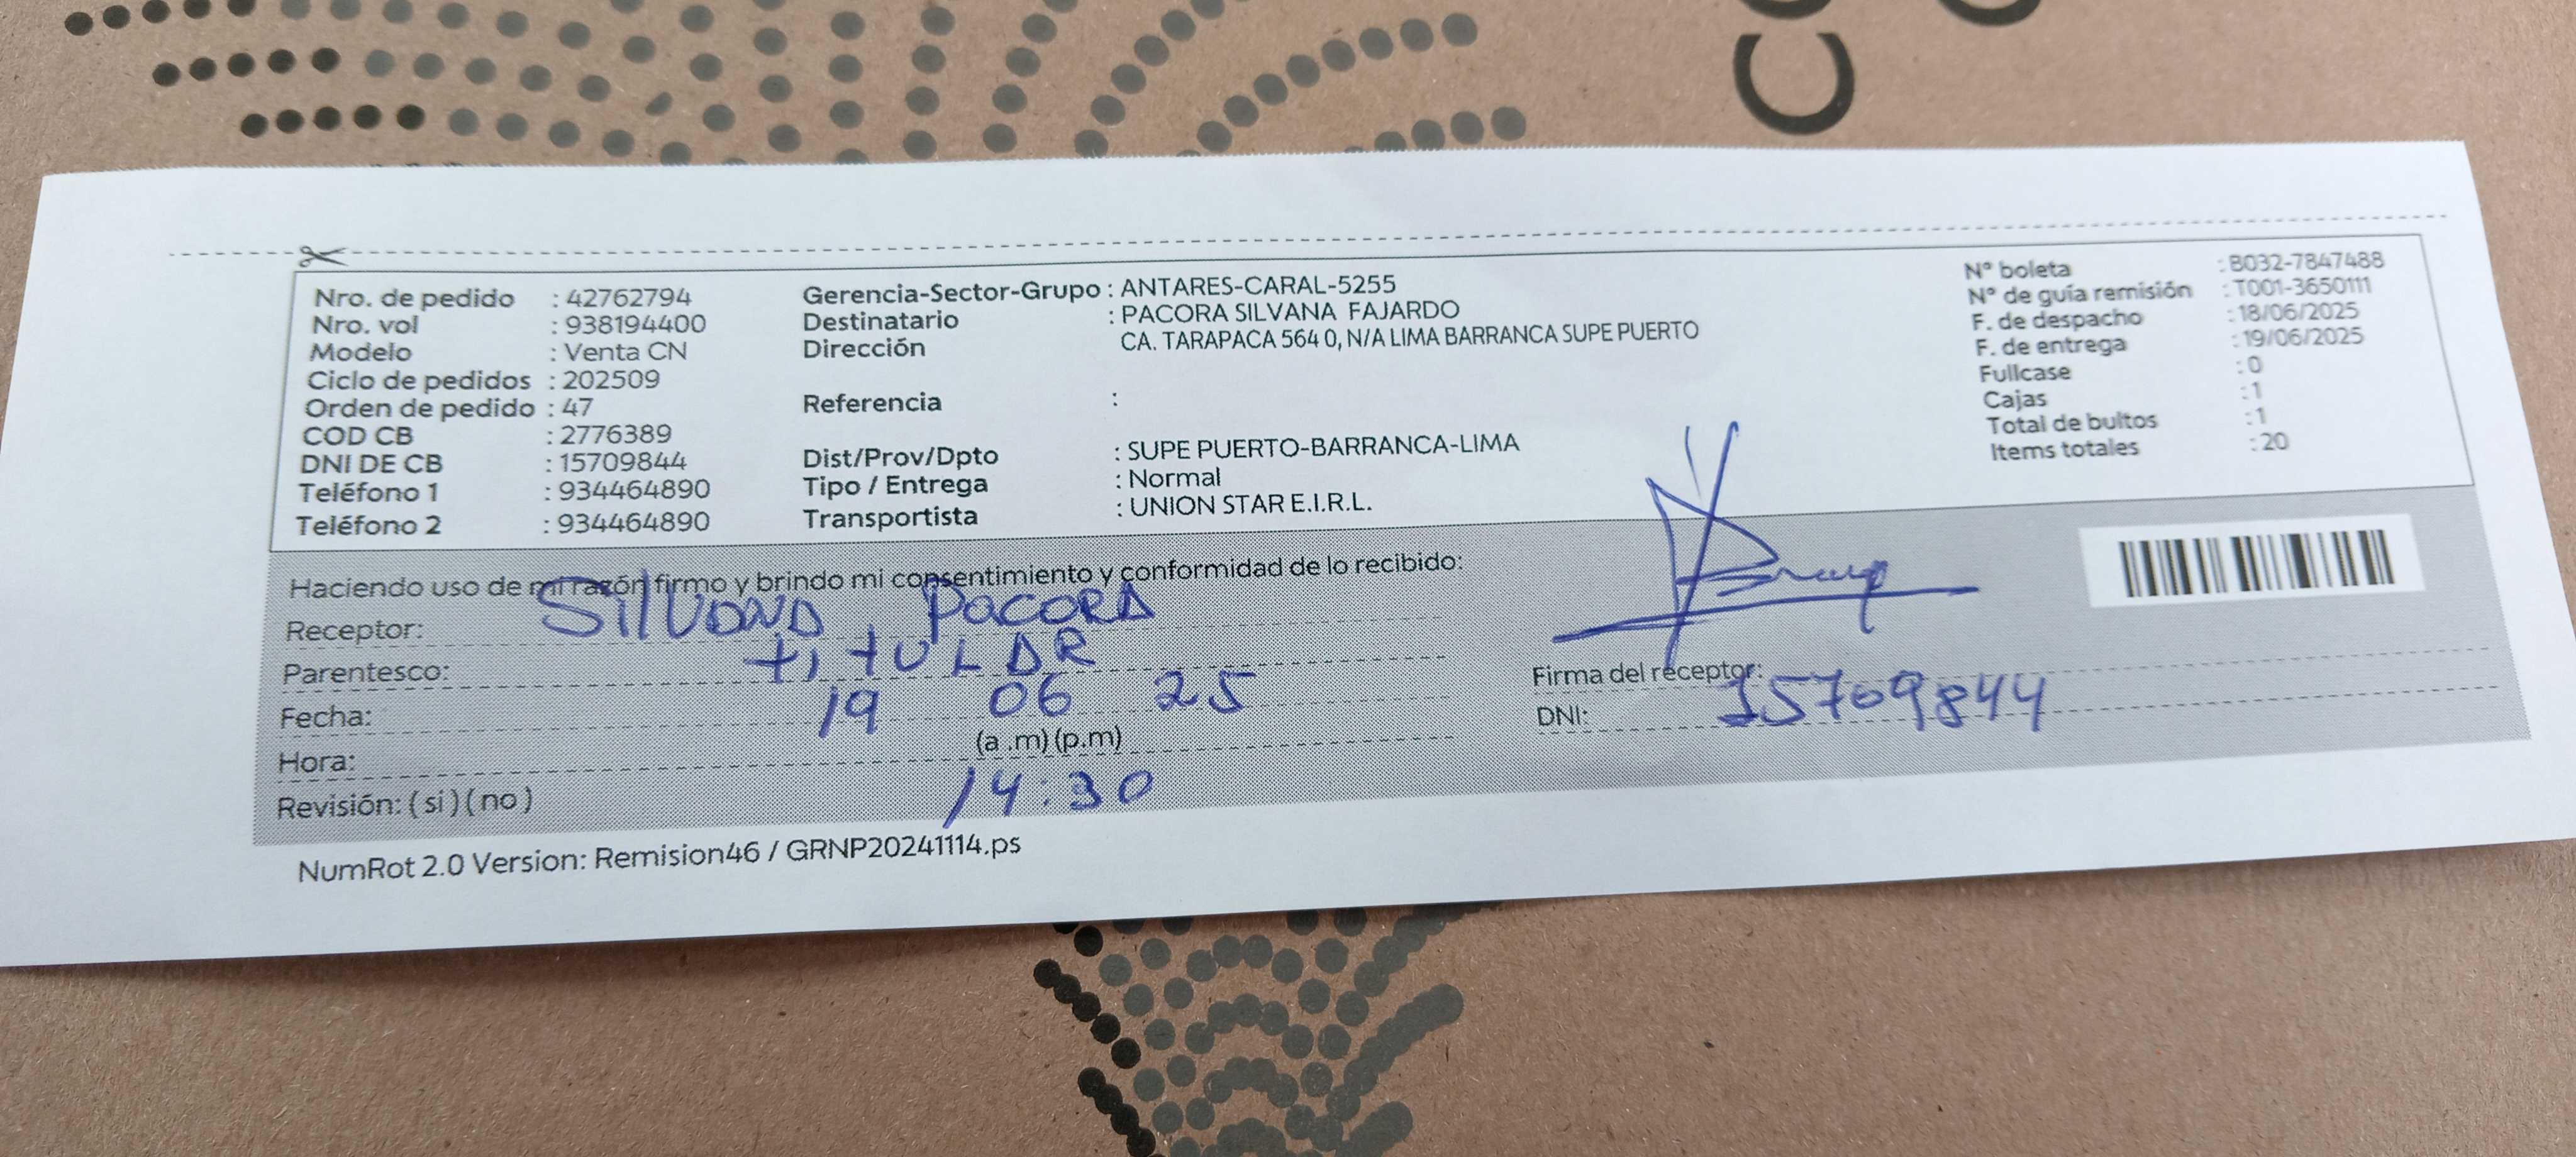 CO
Nro. de pedido : 42762794
Nro. vol : 938194400
Modelo : Venta CN
Ciclo de pedidos : 202509
Orden de pedido : 47
COD CB : 2776389
DNI DE CB : 15709844
Teléfono 1 : 934464890
Teléfono 2 : 934464890
Gerencia-Sector-Grupo : ANTARES-CARAL-5255
Destinatario : PACORA SILVANA FAJARDO
Dirección CA. TARAPACA 564 0, N/A LIMA BARRANCA SUPE PUERTO
Referencia :
Dist/Prov/Dpto : SUPE PUERTO-BARRANCA-LIMA
Tipo / Entrega : Normal
Transportista : UNION STAR E.I.R.L.
N° boleta : B032-7847488
N° de guía remisión : T001-3650111
F. de despacho : 18/06/2025
F. de entrega : 19/06/2025
Fullcase : 0
Cajas : 1
Total de bultos : 1
Items totales : 20
Haciendo uso de mi razón firmo y brindo mi consentimiento y conformidad de lo recibido:
Receptor: Silvana Pacora
Parentesco: titular
Fecha: 19 06 25
Hora: (a .m) (p.m)
14:30
Revisión: ( si ) ( no )
Firma del receptor:
DNI: 15709844
NumRot 2.0 Version: Remision46 / GRNP20241114.ps